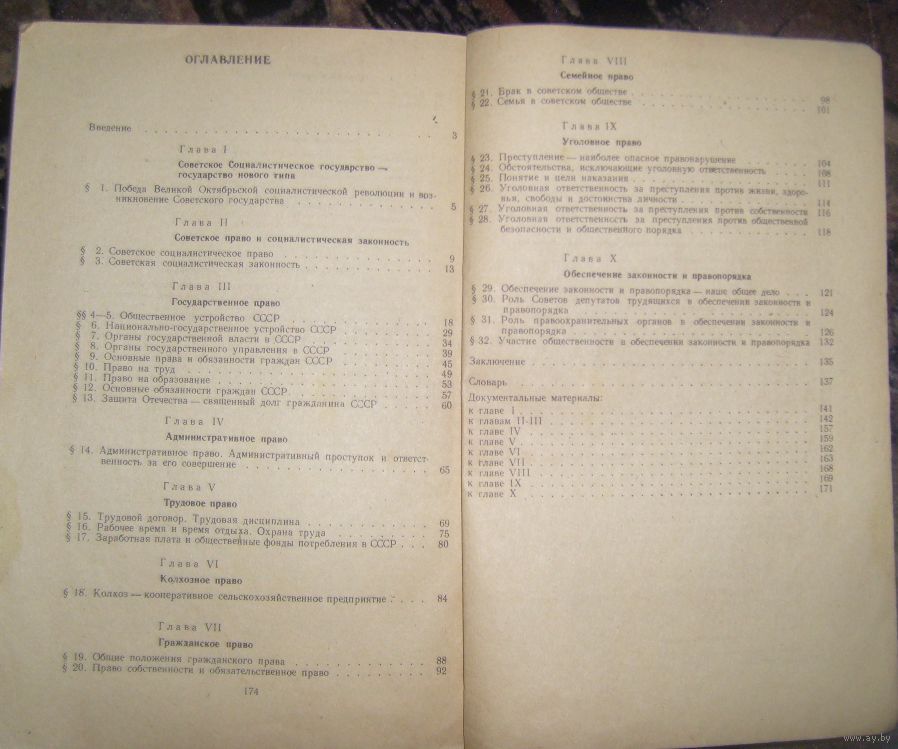 ОГЛАВЛЕНИЕ
Введение . . . 3
Глава I
Советское Социалистическое государство —
государство нового типа
§ 1. Победа Великой Октябрьской социалистической революции и воз-
никновение Советского государства . . . 5
Глава II
Советское право и социалистическая законность
§ 2. Советское социалистическое право . . . 9
§ 3. Советская социалистическая законность . . . 13
Глава III
Государственное право
§§ 4—5. Общественное устройство СССР . . . 18
§ 6. Национально-государственное устройство СССР . . . 29
§ 7. Органы государственной власти в СССР . . . 34
§ 8. Органы государственного управления в СССР . . . 39
§ 9. Основные права и обязанности граждан СССР . . . 45
§ 10. Право на труд . . . 49
§ 11. Право на образование . . . 53
§ 12. Основные обязанности граждан СССР . . . 57
§ 13. Защита Отечества — священный долг гражданина СССР . . . 60
Глава IV
Административное право
§ 14. Административное право. Административный проступок и ответст-
венность за его совершение . . . 65
Глава V
Трудовое право
§ 15. Трудовой договор. Трудовая дисциплина . . . 69
§ 16. Рабочее время и время отдыха. Охрана труда . . . 75
§ 17. Заработная плата и общественные фонды потребления в СССР . . . 80
Глава VI
Колхозное право
§ 18. Колхоз — кооперативное сельскохозяйственное предприятие . . . 84
Глава VII
Гражданское право
§ 19. Общие положения гражданского права . . . 88
§ 20. Право собственности и обязательственное право . . . 92
174
Глава VIII
Семейное право
§ 21. Брак в советском обществе . . . 98
§ 22. Семья в советском обществе . . . 101
Глава IX
Уголовное право
§ 23. Преступление — наиболее опасное правонарушение . . . 104
§ 24. Обстоятельства, исключающие уголовную ответственность . . . 108
§ 25. Понятие и цели наказания . . . 111
§ 26. Уголовная ответственность за преступления против жизни, здоро-
вья, свободы и достоинства личности . . . 114
§ 27. Уголовная ответственность за преступления против собственности 116
§ 28. Уголовная ответственность за преступления против общественной
безопасности и общественного порядка . . . 118
Глава X
Обеспечение законности и правопорядка
§ 29. Обеспечение законности и правопорядка — наше общее дело . . . 121
§ 30. Роль Советов депутатов трудящихся в обеспечении законности и
правопорядка . . . 124
§ 31. Роль правоохранительных органов в обеспечении законности и
правопорядка . . . 126
§ 32. Участие общественности в обеспечении законности и правопорядка 132
Заключение . . . 135
Словарь . . . 137
Документальные материалы:
к главе I . . . 141
к главам II-III . . . 142
к главе IV . . . 157
к главе V . . . 159
к главе VI . . . 162
к главе VII . . . 163
к главе VIII . . . 168
к главе IX . . . 169
к главе X . . . 171
www.ay.by